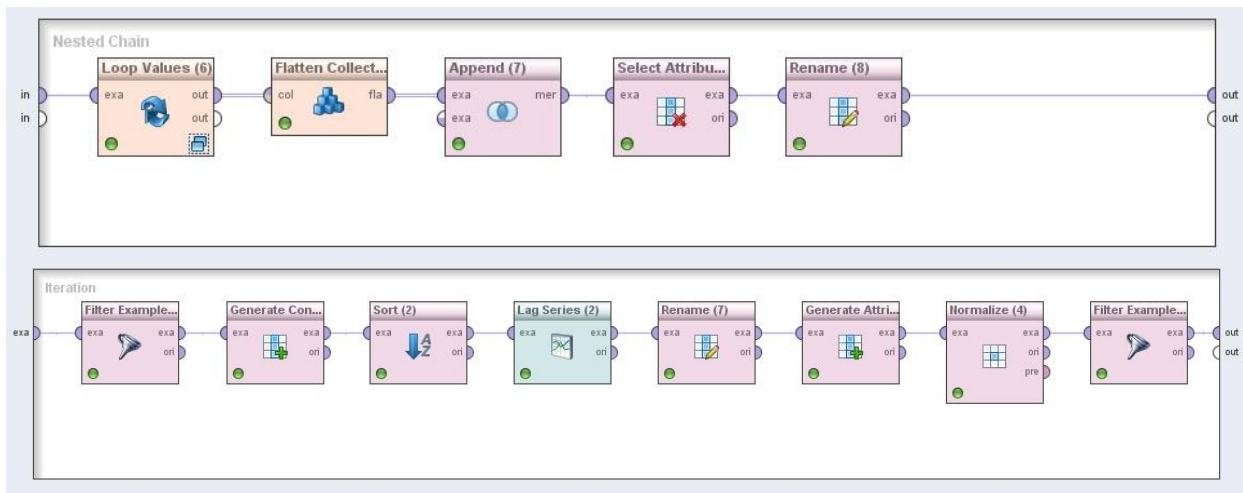 Nested Chain
Loop Values (6) Flatten Collect... Append (7) Select Attribu... Rename (8)
in exa out col fla exa mer exa exa exa exa out
in out exa ori ori out
Iteration
Filter Example... Generate Con... Sort (2) Lag Series (2) Rename (7) Generate Attri... Normalize (4) Filter Example...
exa exa exa exa exa exa exa exa exa exa exa exa exa exa exa exa exa out
ori ori A Z ori ori ori ori ori ori out
pre